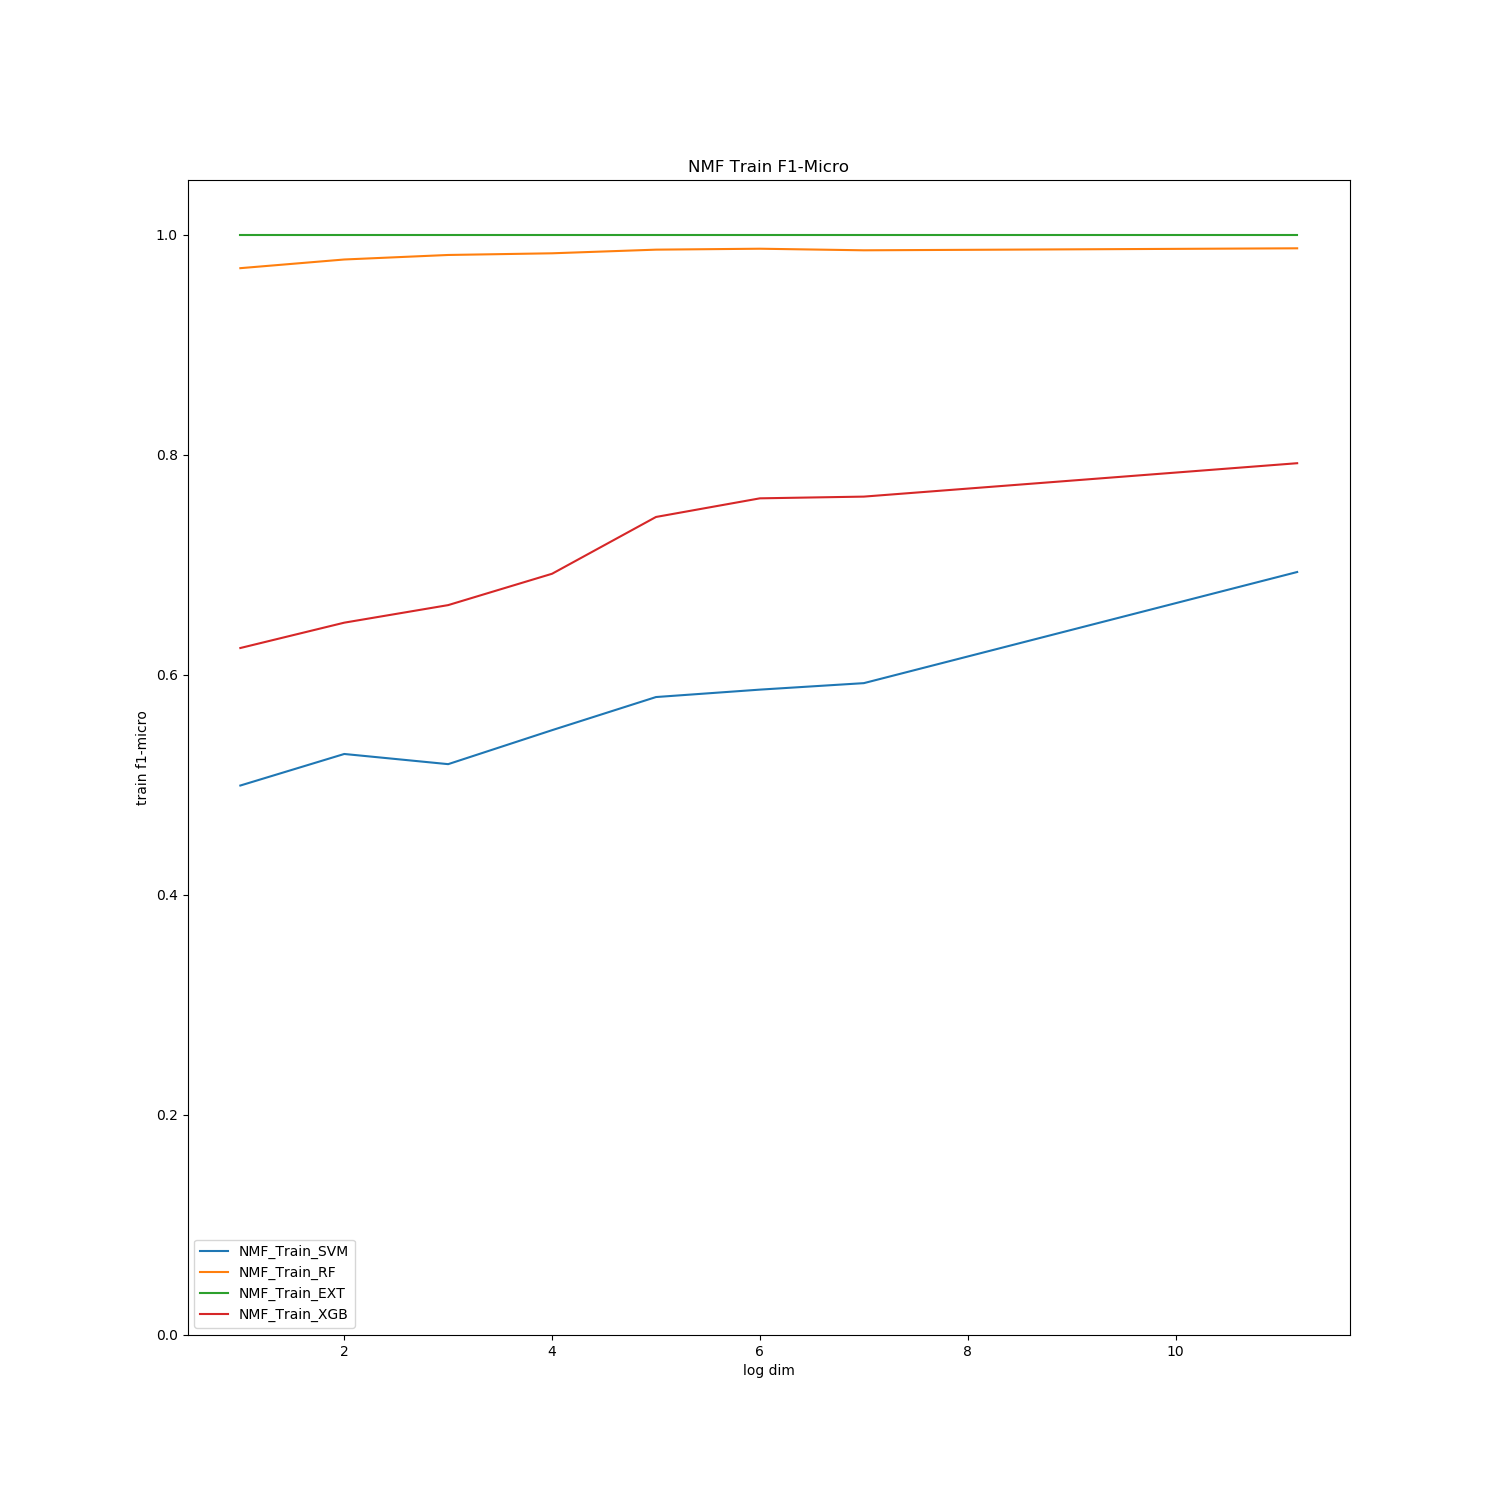 NMF Train F1-Micro
1.0
0.8
0.6
0.4
0.2
0.0
train f1-micro
NMF_Train_SVM
NMF_Train_RF
NMF_Train_EXT
NMF_Train_XGB
2 4 6 8 10
log dim